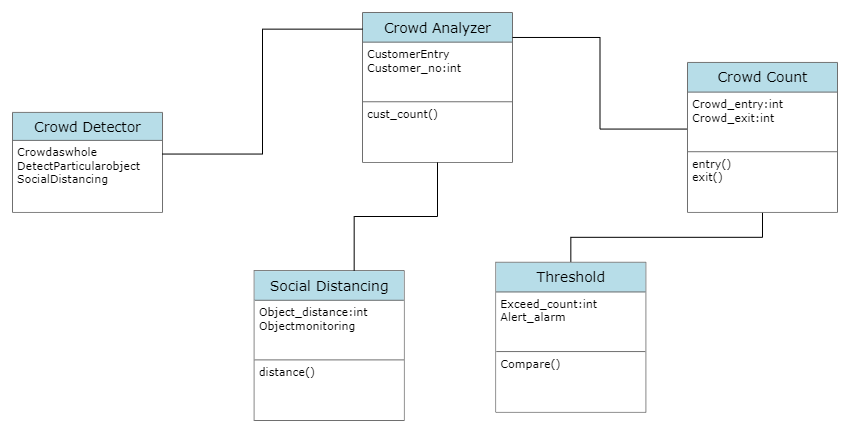 Crowd Analyzer
CustomerEntry
Customer_no:int
cust_count()
Crowd Count
Crowd_entry:int
Crowd_exit:int
entry()
exit()
Crowd Detector
Crowdaswhole
DetectParticularobject
SocialDistancing
Social Distancing
Object_distance:int
Objectmonitoring
distance()
Threshold
Exceed_count:int
Alert_alarm
Compare()